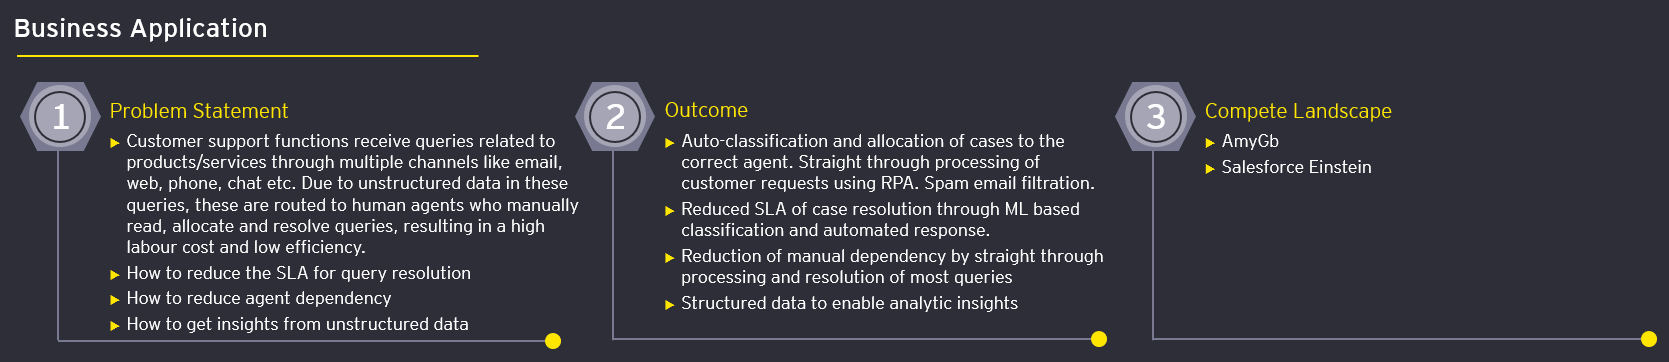 Business Application
1
Problem Statement
Customer support functions receive queries related to
products/services through multiple channels like email,
web, phone, chat etc. Due to unstructured data in these
queries, these are routed to human agents who manually
read, allocate and resolve queries, resulting in a high
labour cost and low efficiency.
How to reduce the SLA for query resolution
How to reduce agent dependency
How to get insights from unstructured data
2
Outcome
Auto-classification and allocation of cases to the
correct agent. Straight through processing of
customer requests using RPA. Spam email filtration.
Reduced SLA of case resolution through ML based
classification and automated response.
Reduction of manual dependency by straight through
processing and resolution of most queries
Structured data to enable analytic insights
3
Compete Landscape
AmyGb
Salesforce Einstein